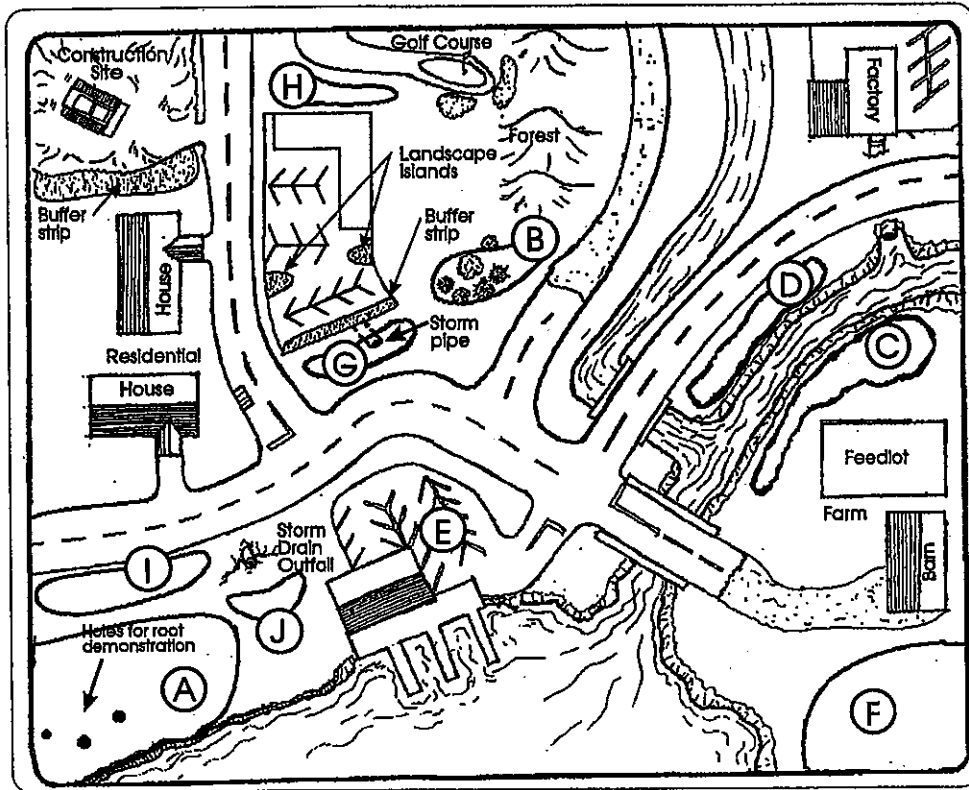 Construction
Site
Golf Course
H
Factory
Forest
Landscape
Islands
Buffer
strip
Buffer
strip
B
House
D
Storm
pipe
C
G
Residential
House
Feedlot
Farm
E
Storm
Drain
Outfall
Barn
I
J
Holes for root
demonstration
A
F